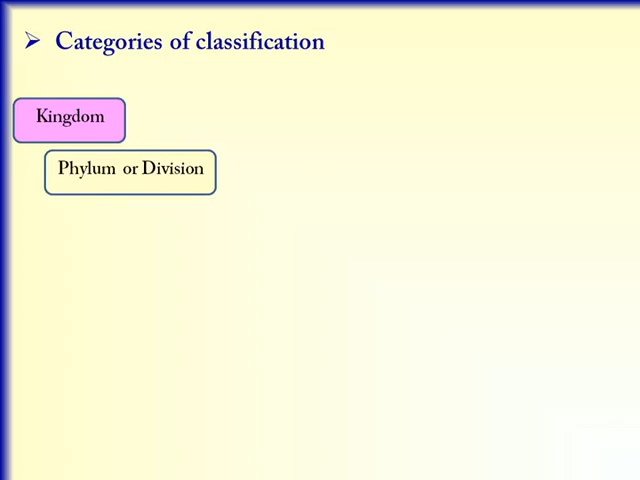 Categories of classification
Kingdom
Phylum or Division